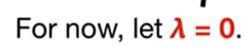 For now, let λ = 0.